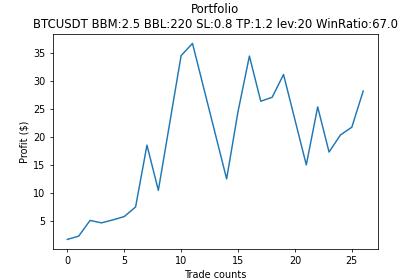 Portfolio
BTCUSDT BBM:2.5 BBL:220 SL:0.8 TP:1.2 lev:20 WinRatio:67.0
35
30
25
20
15
10
5
Profit ($)
0 5 10 15 20 25
Trade counts